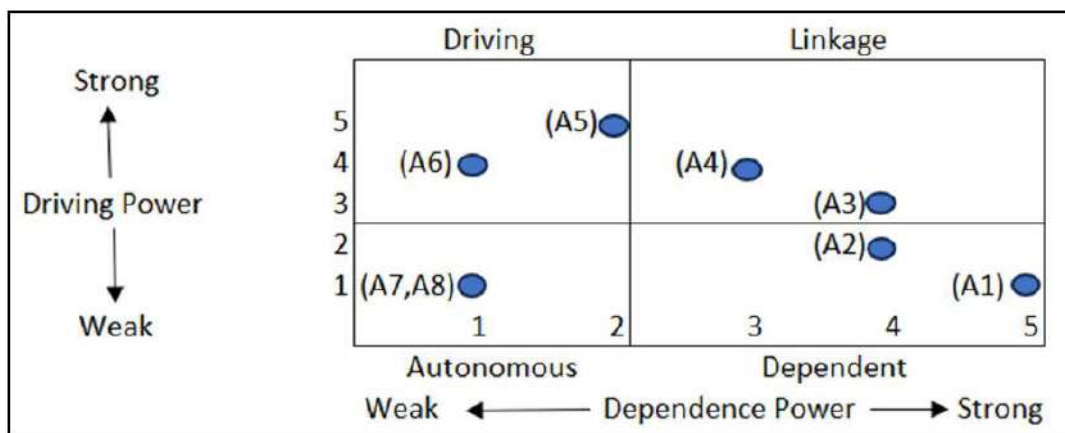 Driving Linkage
Strong
5 (A5)
4 (A6) (A4)
Driving Power 3 (A3)
2 (A2)
1 (A7,A8) (A1)
Weak 1 2 3 4 5
Autonomous Dependent
Weak Dependence Power Strong